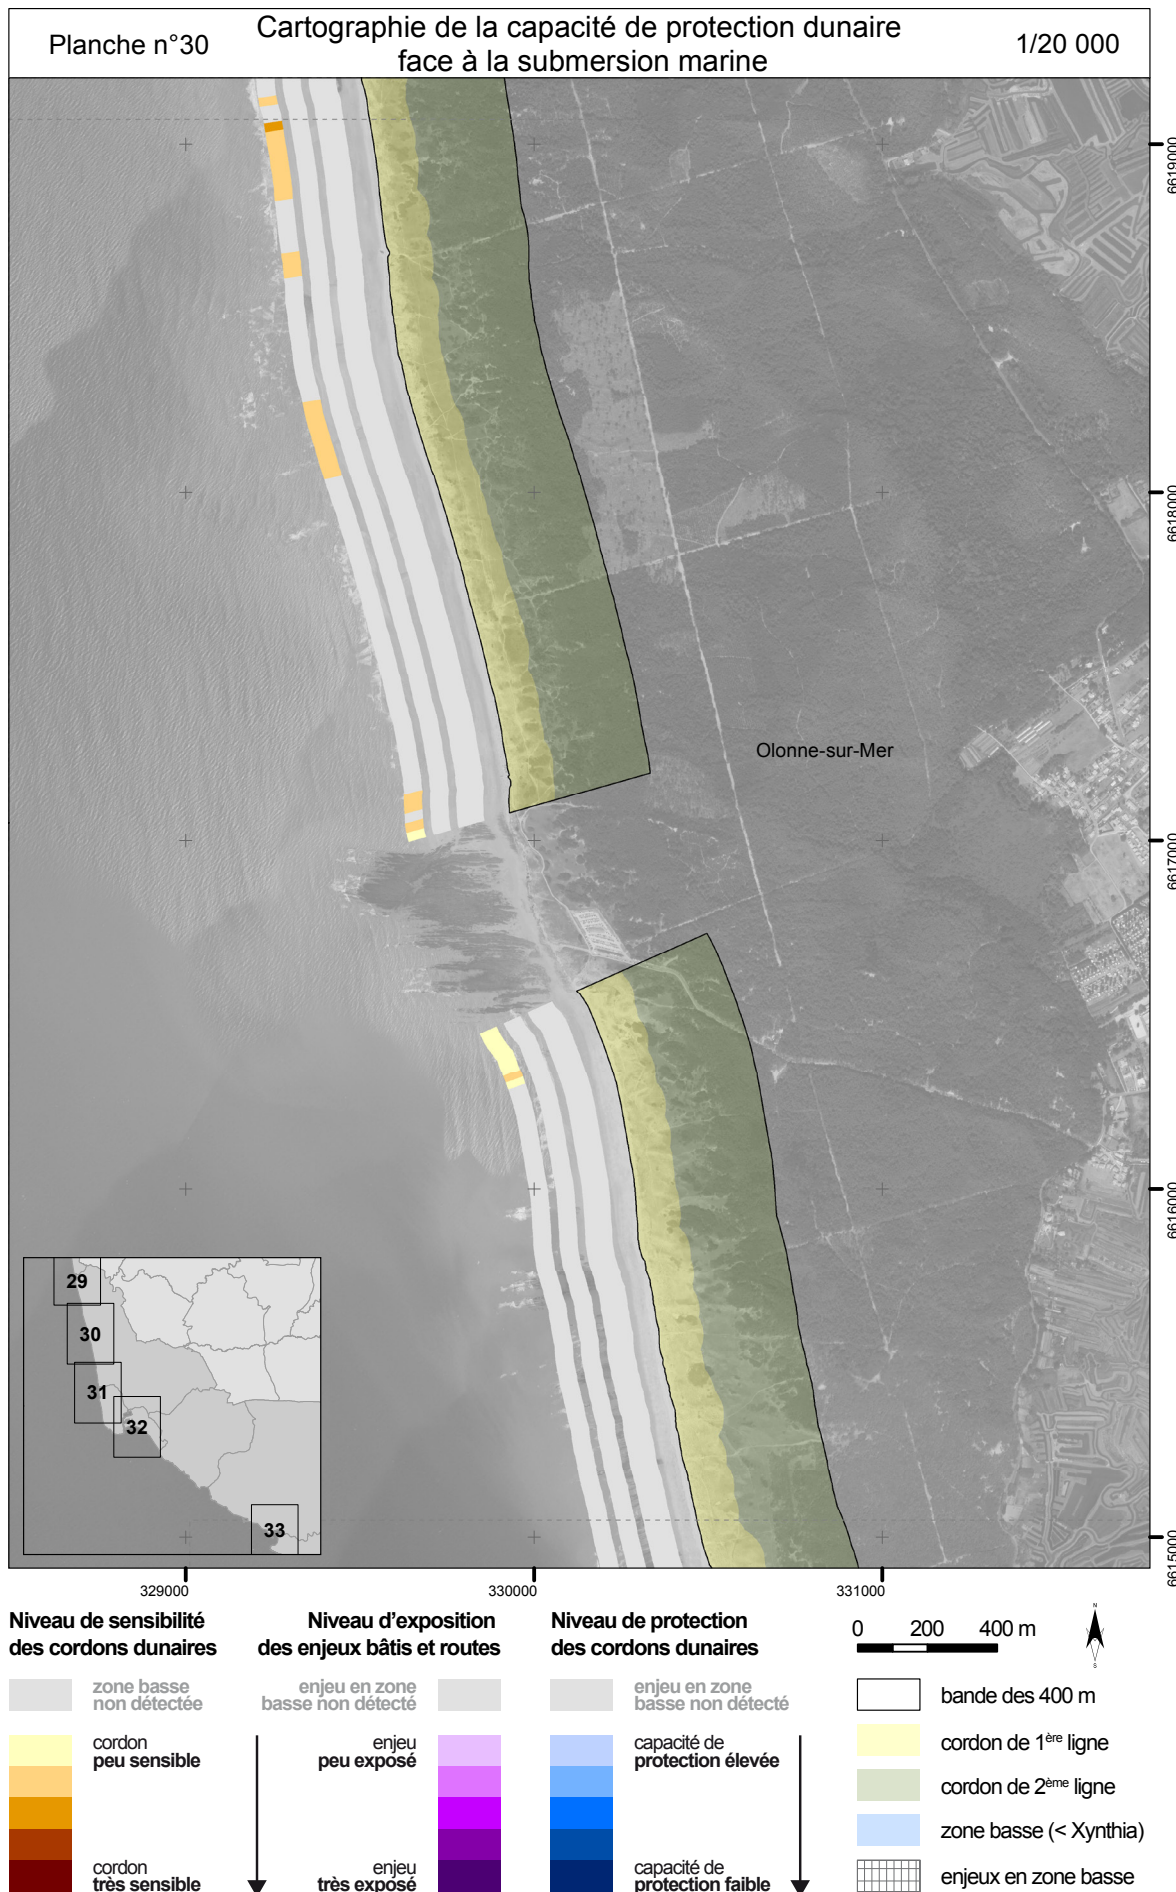 Planche n°30
Cartographie de la capacité de protection dunaire
face à la submersion marine
1/20 000
6619000
6618000
Olonne-sur-Mer
6617000
6616000
6615000
29
30
31
32
33
329000
330000
331000
Niveau de sensibilité
des cordons dunaires
zone basse
non détectée
cordon
peu sensible
cordon
très sensible
Niveau d'exposition
des enjeux bâtis et routes
enjeu en zone
basse non détecté
enjeu
peu exposé
enjeu
très exposé
Niveau de protection
des cordons dunaires
enjeu en zone
basse non détecté
capacité de
protection élevée
capacité de
protection faible
0 200 400 m
N
S
bande des 400 m
cordon de 1ère ligne
cordon de 2ème ligne
zone basse (< Xynthia)
enjeux en zone basse